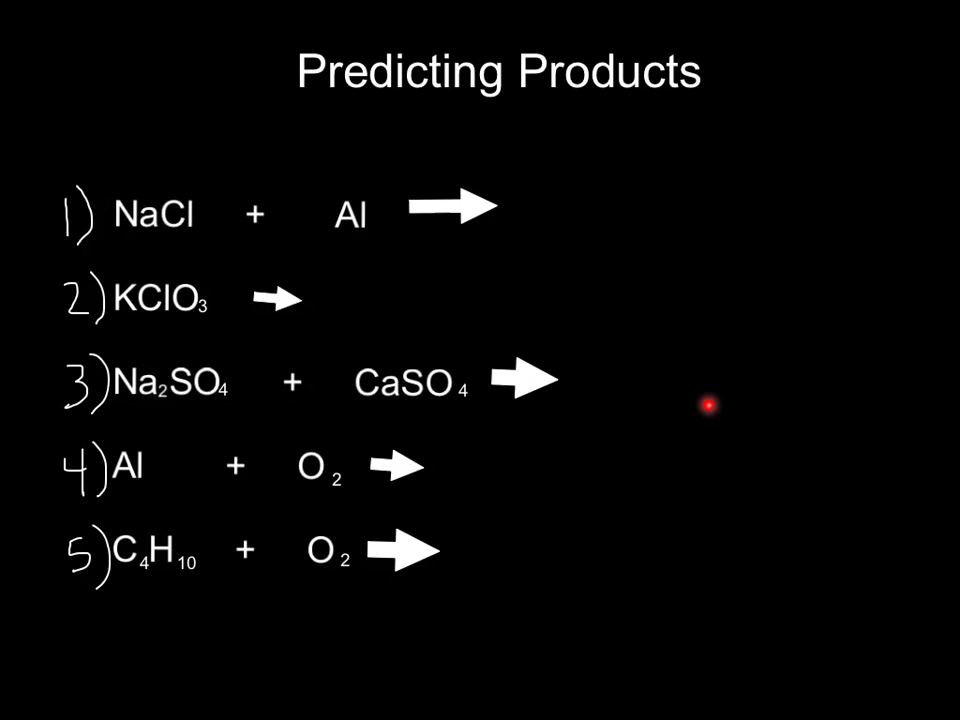 Predicting Products
1) NaCl + Al →
2) KClO₃ →
3) Na₂SO₄ + CaSO₄ →
4) Al + O₂ →
5) C₄H₁₀ + O₂ →